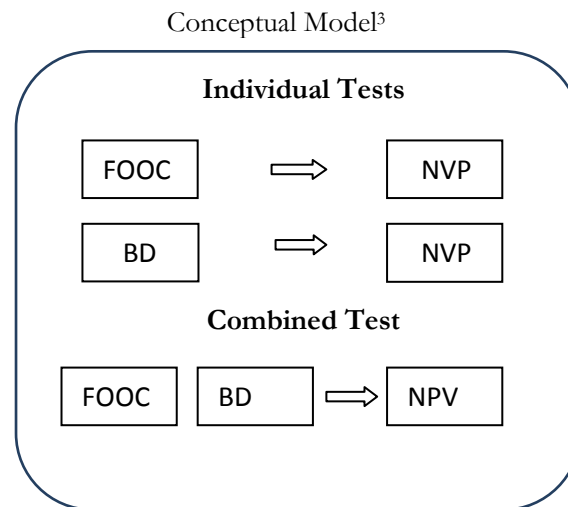 Conceptual Model³
Individual Tests
FOOC NVP
BD NVP
Combined Test
FOOC BD NPV